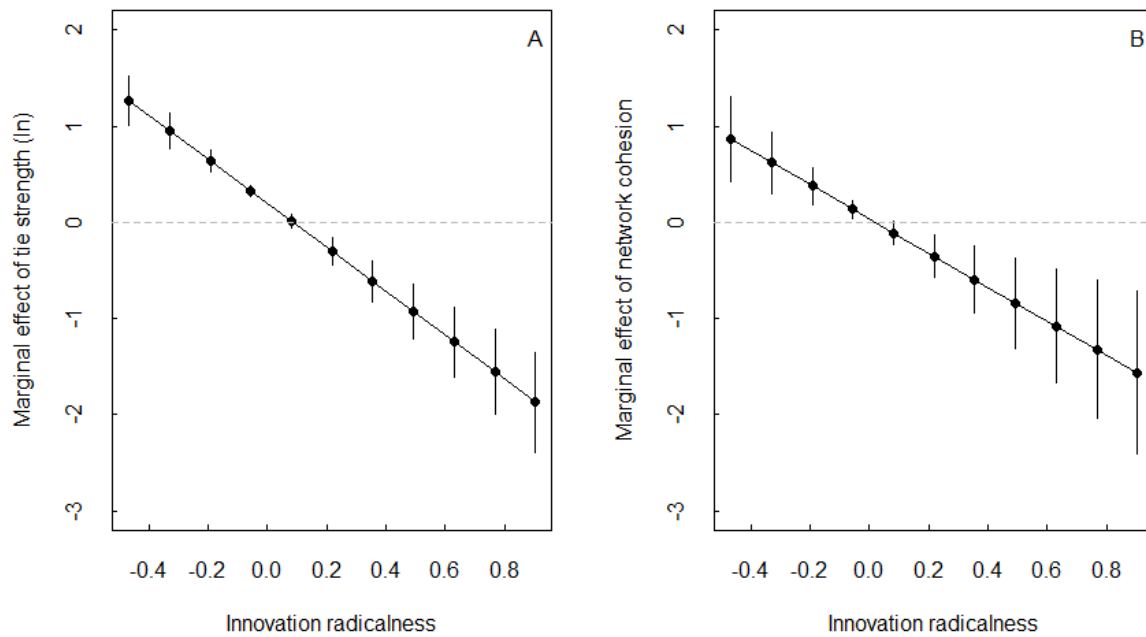 A
Marginal effect of tie strength (ln)
2
1
0
-1
-2
-3
-0.4 -0.2 0.0 0.2 0.4 0.6 0.8
Innovation radicalness
B
Marginal effect of network cohesion
2
1
0
-1
-2
-3
-0.4 -0.2 0.0 0.2 0.4 0.6 0.8
Innovation radicalness